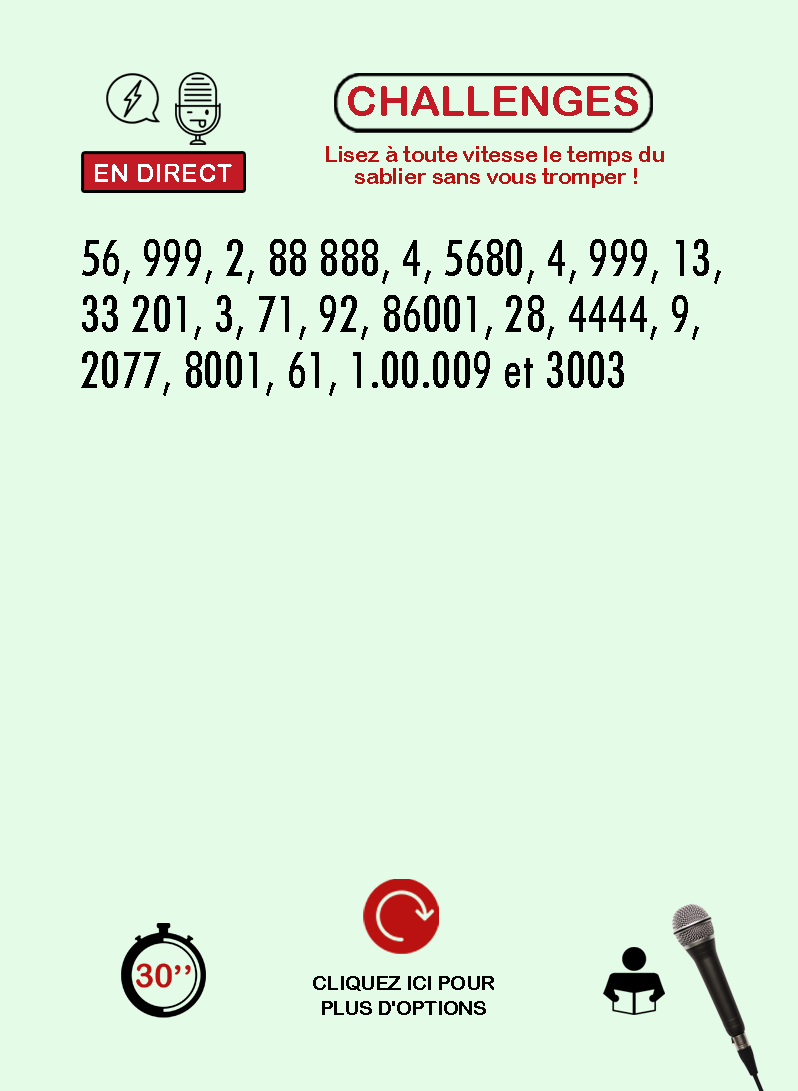 CHALLENGES
EN DIRECT
Lisez à toute vitesse le temps du
sablier sans vous tromper !
56, 999, 2, 88 888, 4, 5680, 4, 999, 13,
33 201, 3, 71, 92, 86001, 28, 4444, 9,
2077, 8001, 61, 1.00.009 et 3003
30’’
CLIQUEZ ICI POUR
PLUS D'OPTIONS